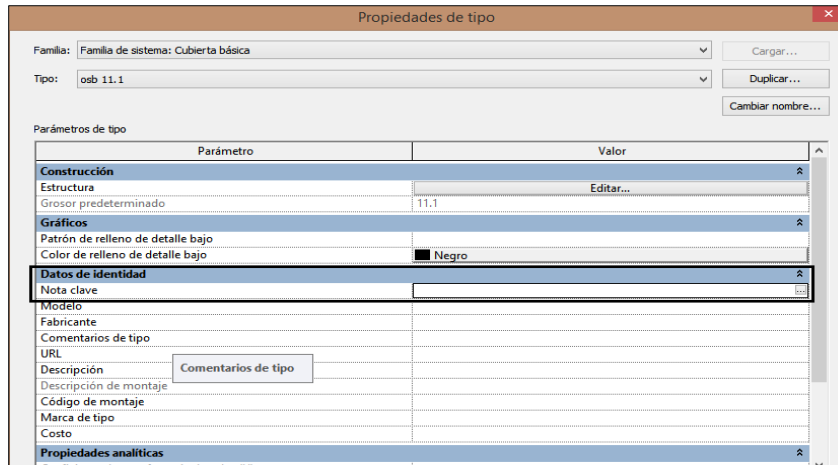 Propiedades de tipo
Familia: Familia de sistema: Cubierta básica Cargar...
Tipo: osb 11.1 Duplicar...
Cambiar nombre...
Parámetros de tipo
Parámetro Valor
Construcción
Estructura Editar...
Grosor predeterminado 11.1
Gráficos
Patrón de relleno de detalle bajo
Color de relleno de detalle bajo Negro
Datos de identidad
Nota clave
Modelo
Fabricante
Comentarios de tipo
URL
Descripción Comentarios de tipo
Descripción de montaje
Código de montaje
Marca de tipo
Costo
Propiedades analíticas